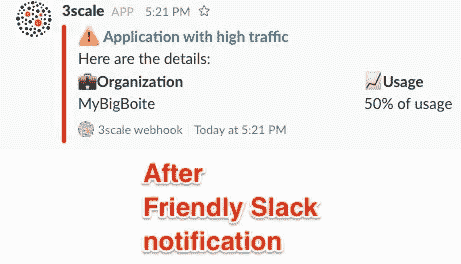 3scale APP 5:21 PM
Application with high traffic
Here are the details:
Organization Usage
MyBigBoite 50% of usage
3scale webhook Today at 5:21 PM
After
Friendly Slack
notification